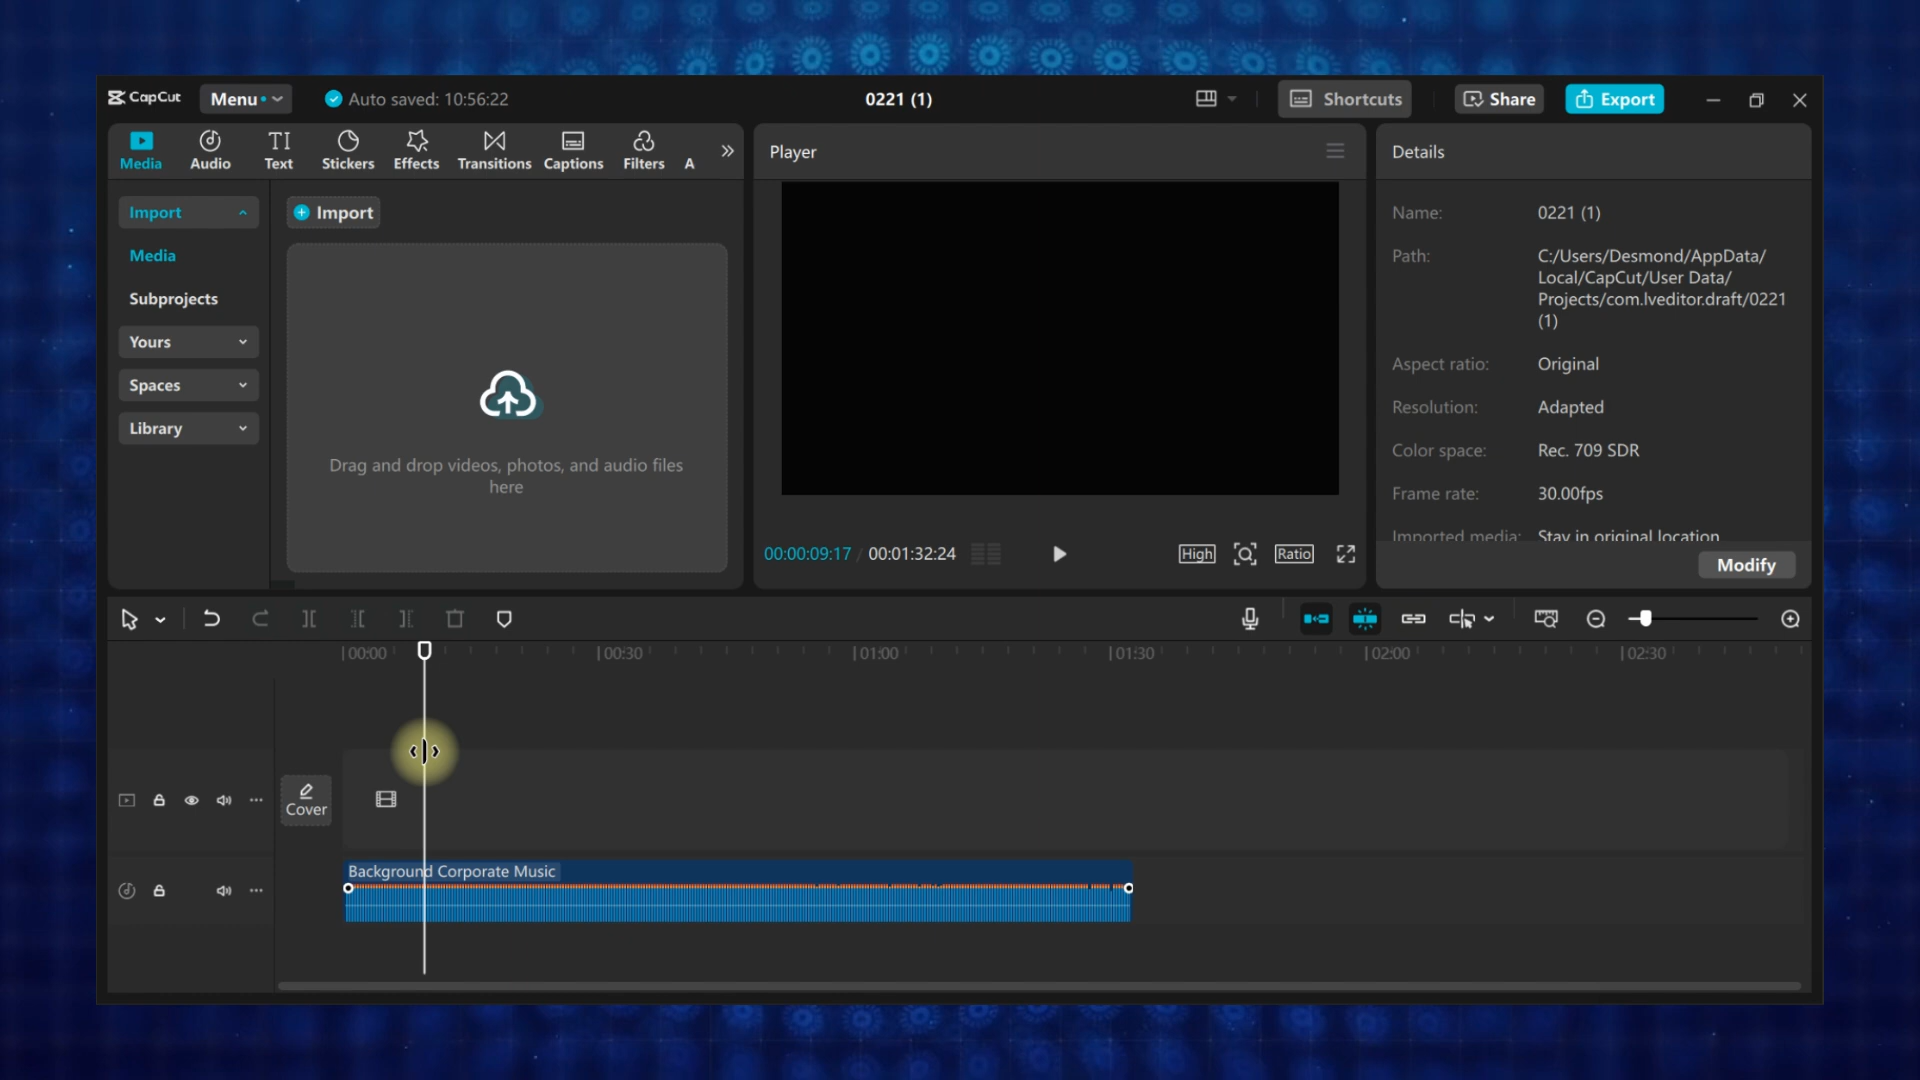 CapCut
Menu
Auto saved: 10:56:22
0221 (1)
Shortcuts
Share
Export
Media
Audio
Text
Stickers
Effects
Transitions
Captions
Filters
A
Import
Media
Subprojects
Yours
Spaces
Library
Import
Drag and drop videos, photos, and audio files
here
Player
00:00:09:17 / 00:01:32:24
High
Ratio
Details
Name: 0221 (1)
Path: C:/Users/Desmond/AppData/
Local/CapCut/User Data/
Projects/com.lveditor.draft/0221
(1)
Aspect ratio: Original
Resolution: Adapted
Color space: Rec. 709 SDR
Frame rate: 30.00fps
Imported media: Stay in original location
Modify
00:00
00:30
01:00
01:30
02:00
02:30
Cover
Background Corporate Music